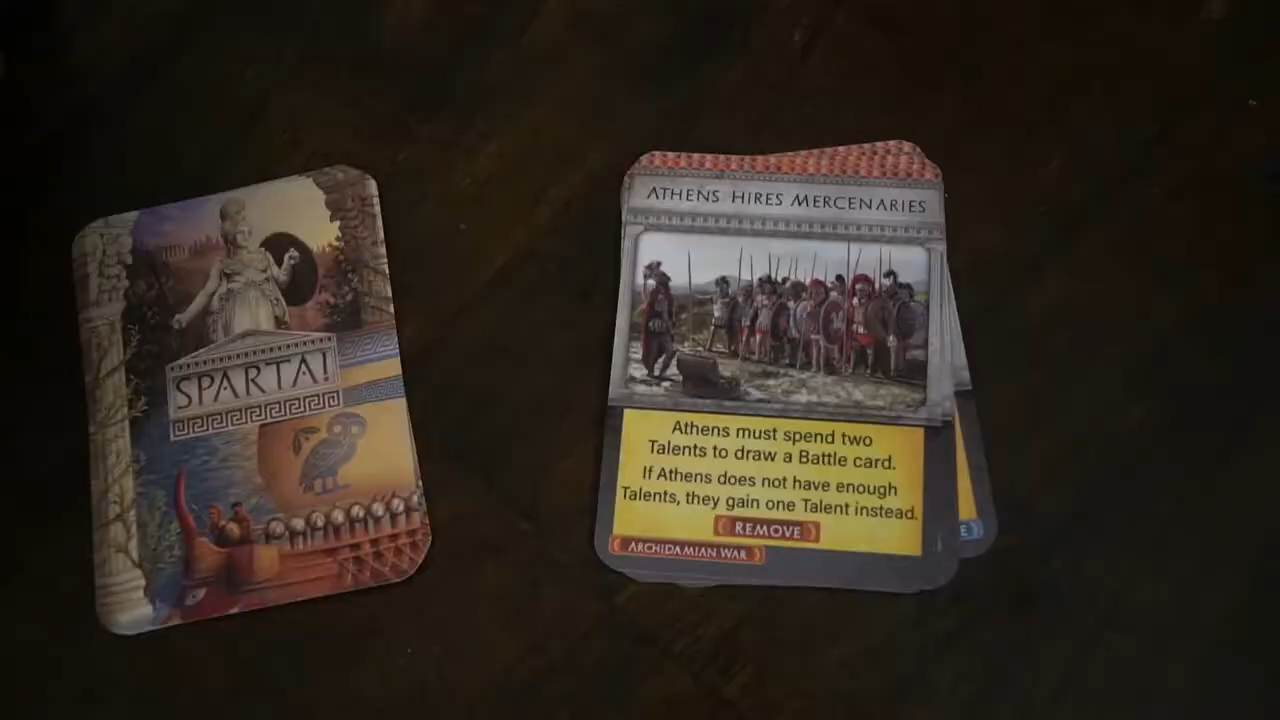 SPARTA!
ATHENS HIRES MERCENARIES
Athens must spend two
Talents to draw a Battle card.
If Athens does not have enough
Talents, they gain one Talent instead.
REMOVE
ARCHIDAMIAN WAR
E